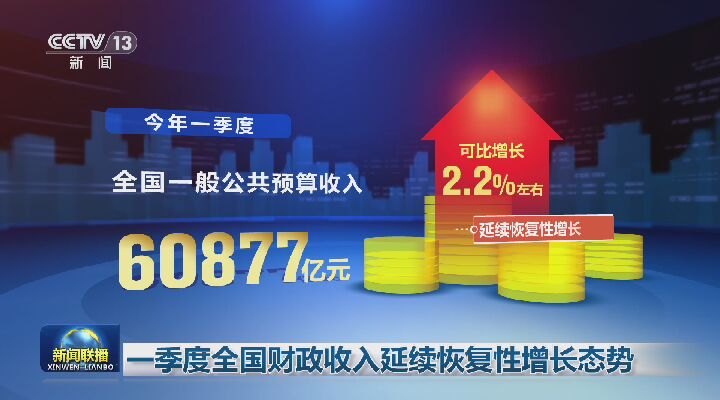 CCTV 13
新闻
今年一季度
全国一般公共预算收入
60877亿元
可比增长
2.2%左右
延续恢复性增长
新闻联播
XINWEN-LIANBO
一季度全国财政收入延续恢复性增长态势